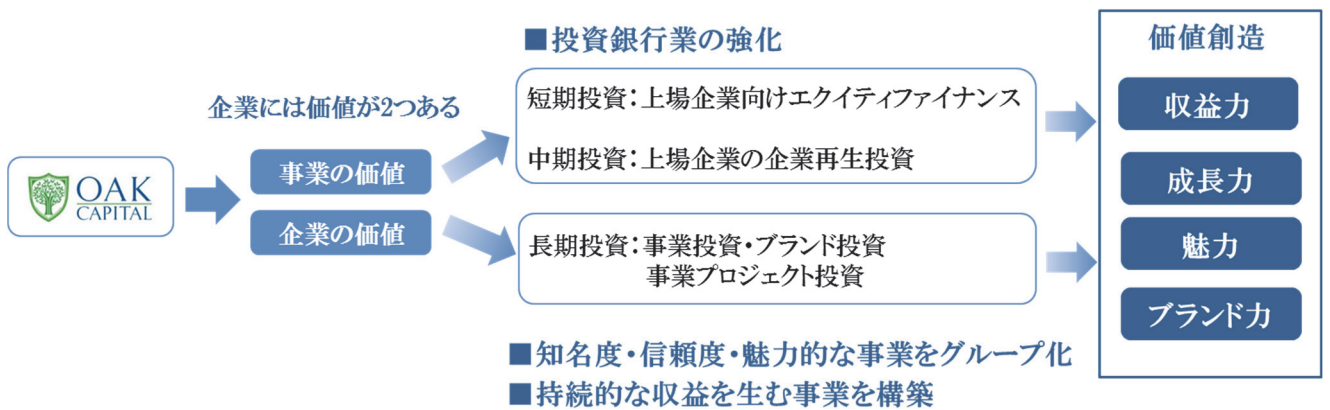 OAK
CAPITAL
企業には価値が2つある
事業の価値
企業の価値
■投資銀行業の強化
短期投資：上場企業向けエクイティファイナンス
中期投資：上場企業の企業再生投資
長期投資：事業投資・ブランド投資
事業プロジェクト投資
■知名度・信頼度・魅力的な事業をグループ化
■持続的な収益を生む事業を構築
価値創造
収益力
成長力
魅力
ブランド力